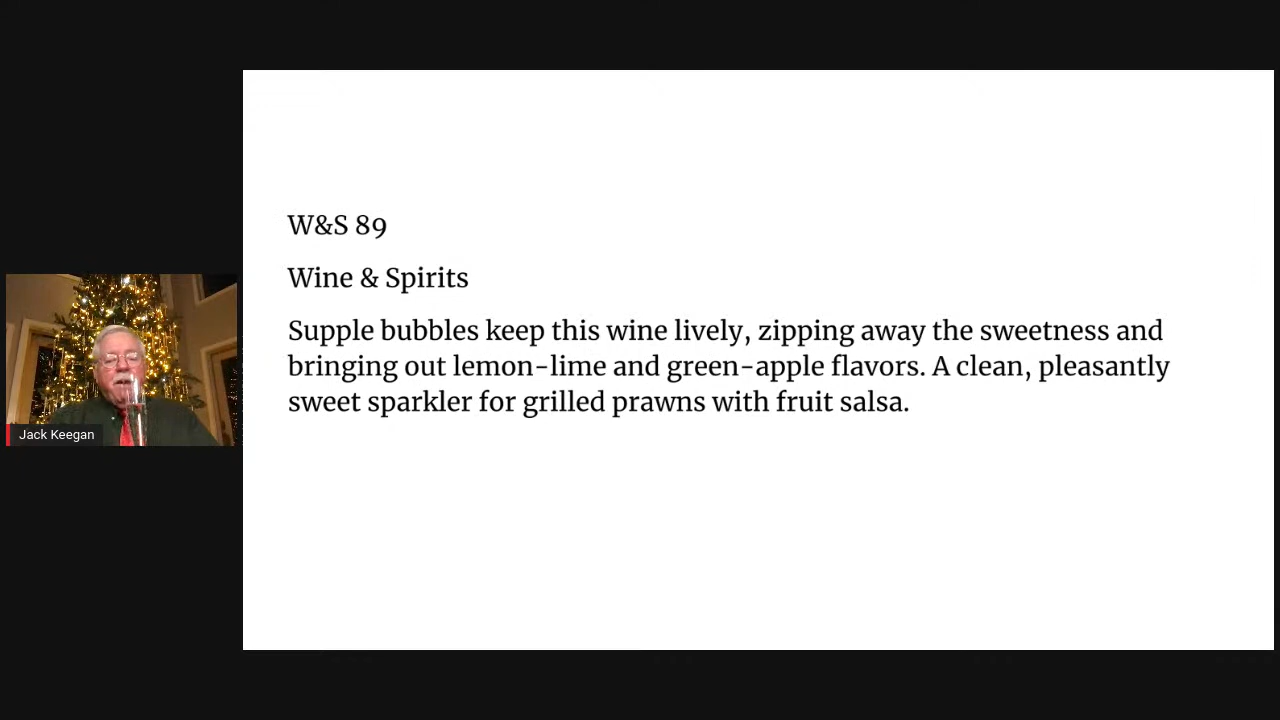 W&S 89
Wine & Spirits
Supple bubbles keep this wine lively, zipping away the sweetness and
bringing out lemon-lime and green-apple flavors. A clean, pleasantly
sweet sparkler for grilled prawns with fruit salsa.
Jack Keegan